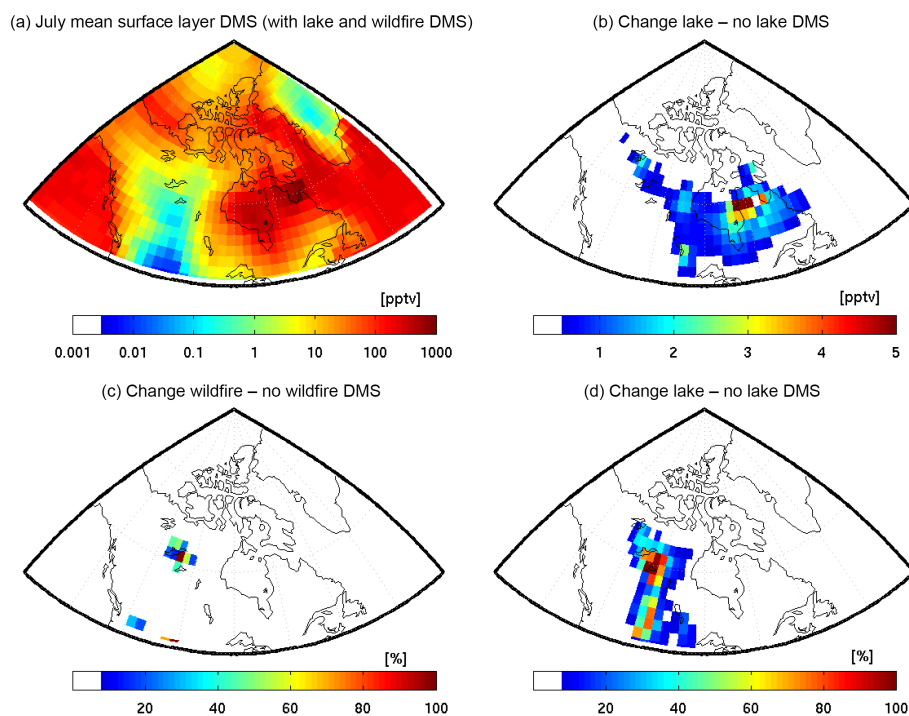 (a) July mean surface layer DMS (with lake and wildfire DMS)
(b) Change lake – no lake DMS
[pptv]
0.001 0.01 0.1 1 10 100 1000
[pptv]
1 2 3 4 5
(c) Change wildfire – no wildfire DMS
(d) Change lake – no lake DMS
[%]
20 40 60 80 100
[%]
20 40 60 80 100